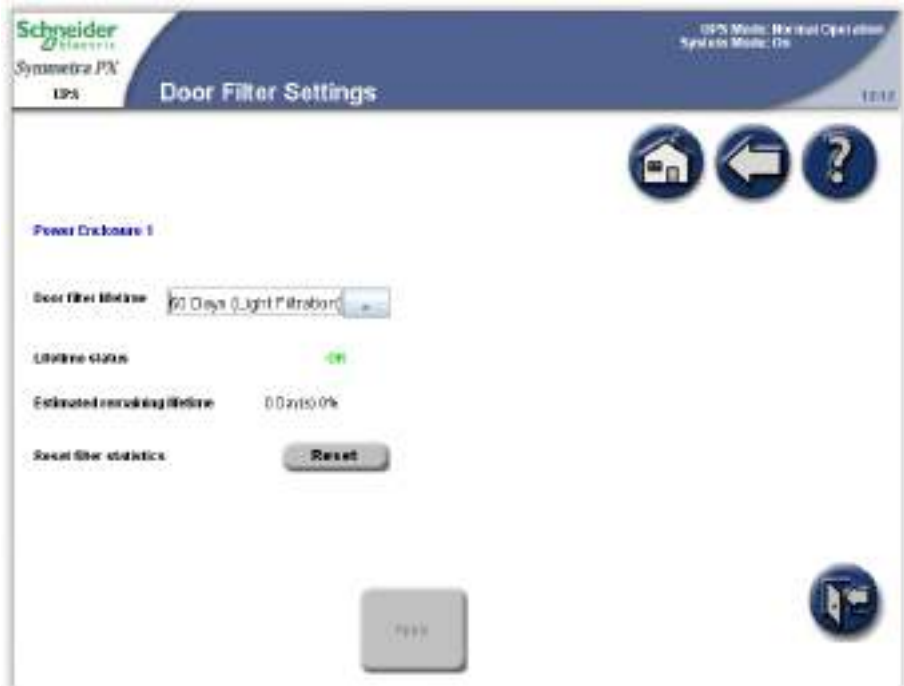 Schneider
Electric
Symmetra PX
UPS
Door Filter Settings
UPS Mode: Normal Operation
System Mode: On
?
Power Enclosure 1
Door filter lifetime
60 Days (Light Filtration)
Lifetime status
Estimated remaining lifetime
0 Day(s) 0%
Reset filter statistics
Reset
Apply